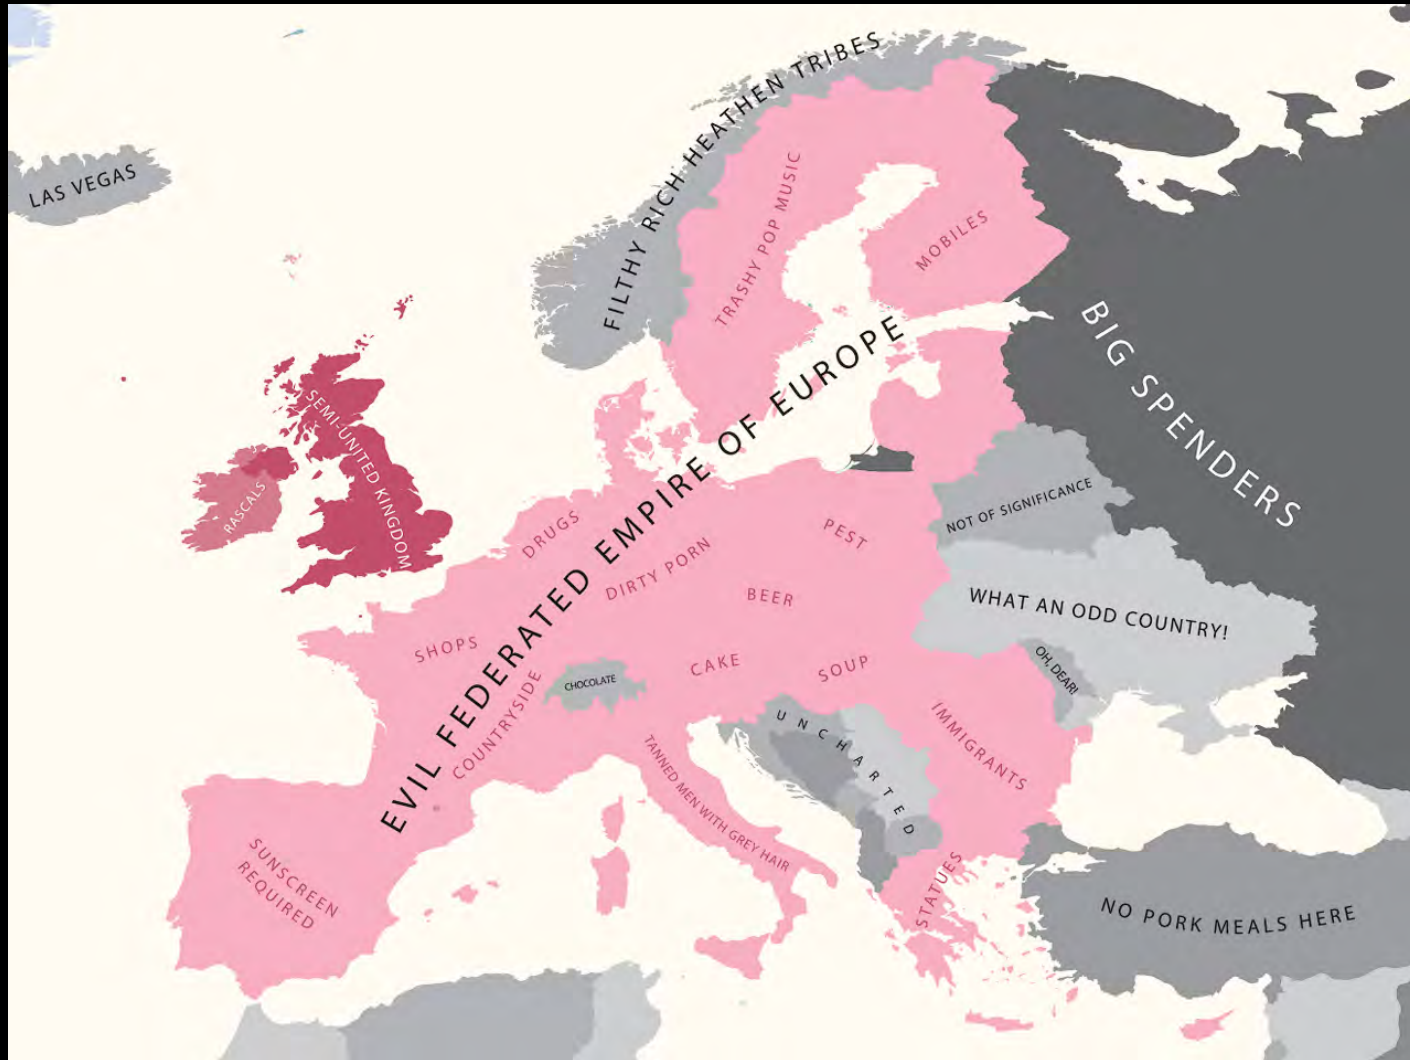 FILTHY RICH HEATHEN TRIBES
LAS VEGAS
TRASHY POP MUSIC
MOBILES
BIG SPENDERS
EVIL FEDERATED EMPIRE OF EUROPE
SEMI-UNITED KINGDOM
RASCALS
NOT OF SIGNIFICANCE
DRUGS
DIRTY PORN
PEST
BEER
WHAT AN ODD COUNTRY!
SHOPS
COUNTRYSIDE
CHOCOLATE
CAKE
SOUP
OH, DEAR!
UNCHARTED
IMMIGRANTS
TANNED MEN WITH GREY HAIR
SUNSCREEN
REQUIRED
STATUES
NO PORK MEALS HERE